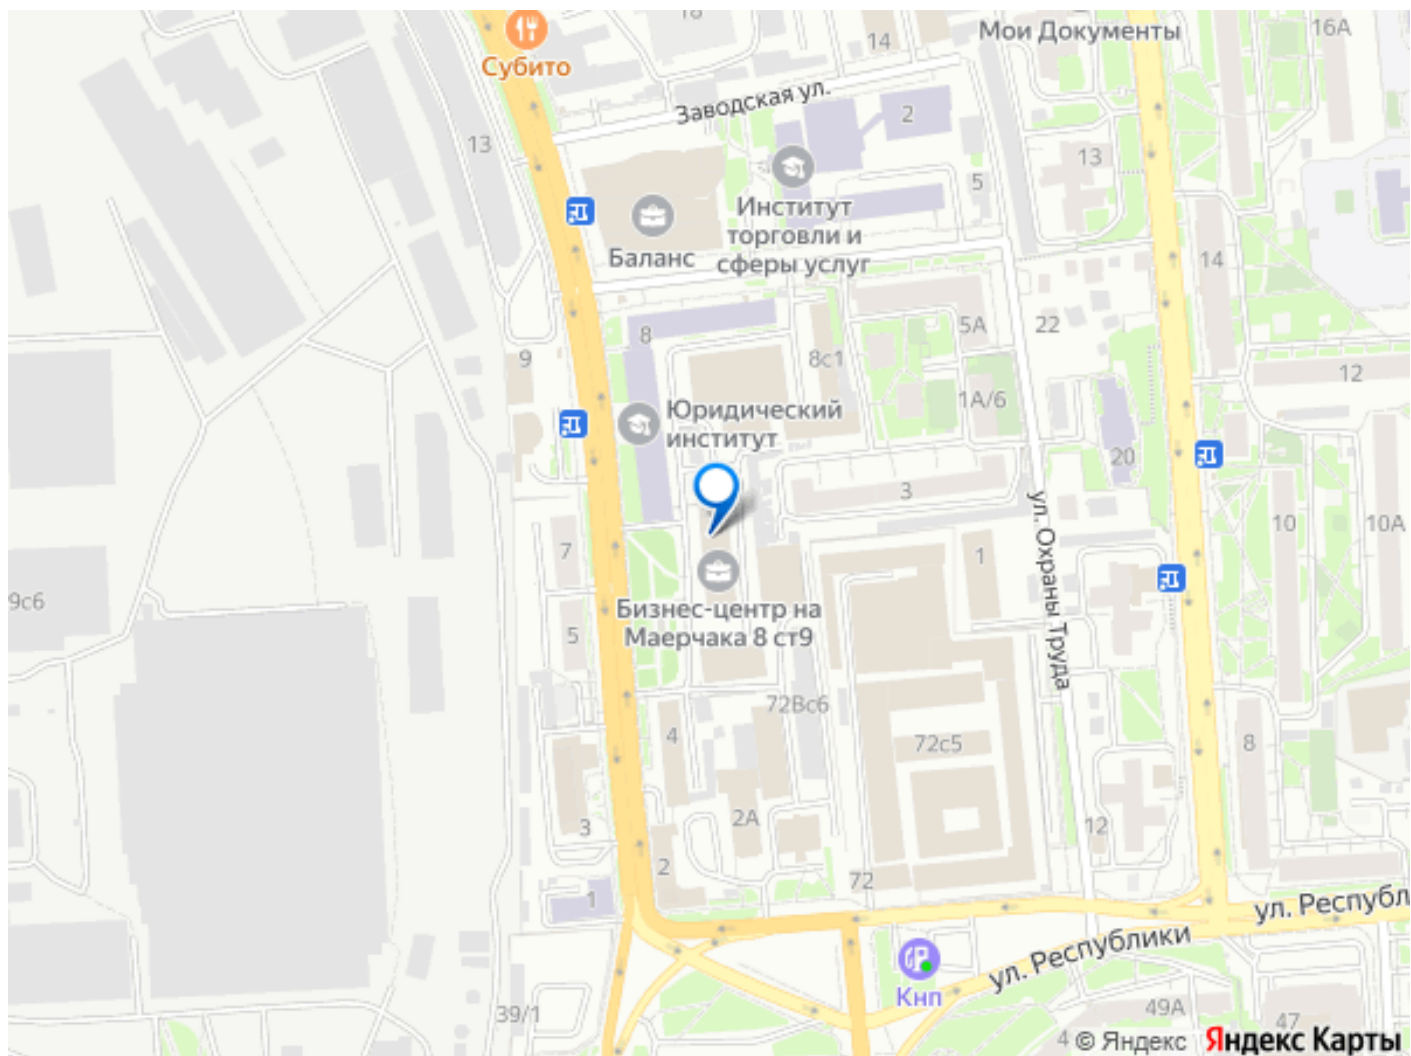 16А
Мои Документы
14
Субито
Заводская ул.
2
13
13
5
Институт
торговли и
сферы услуг
Баланс
14
22
5А
8
8с1
9
12
1А/6
Юридический
институт
20
3
ул. Охраны Труда
10
10А
7
1
9с6
Бизнес-центр на
Маерчака 8 ст9
5
72Вс6
4
72с5
8
2А
3
12
2
72
1
ул. Республ
ул. Республики
Кнп
39/1
49А
47
4
© Яндекс
Яндекс Карты